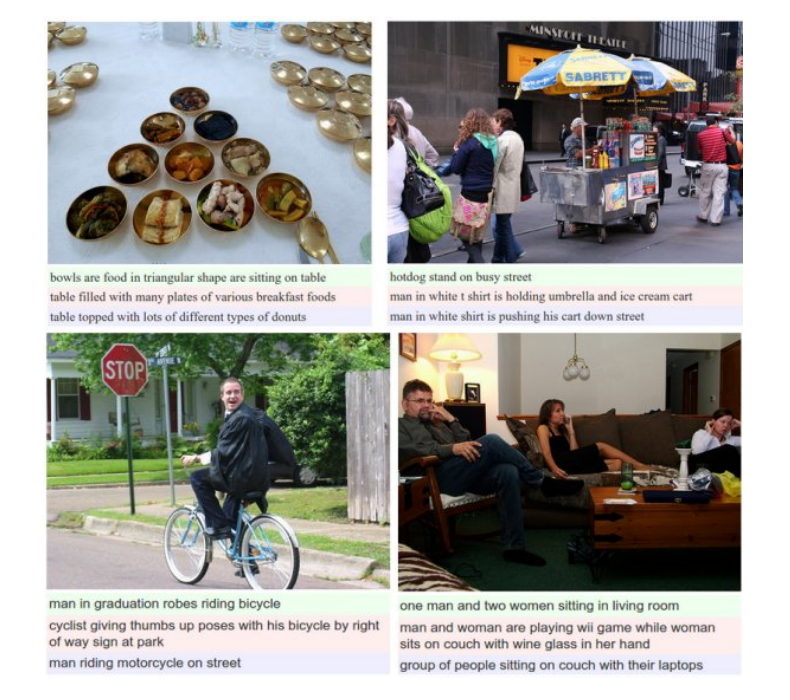 MINSKOFF THEATRE
SABRETT
bowls are food in triangular shape are sitting on table
table filled with many plates of various breakfast foods
table topped with lots of different types of donuts
hotdog stand on busy street
man in white t shirt is holding umbrella and ice cream cart
man in white shirt is pushing his cart down street
STOP
man in graduation robes riding bicycle
cyclist giving thumbs up poses with his bicycle by right
of way sign at park
man riding motorcycle on street
one man and two women sitting in living room
man and woman are playing wii game while woman
sits on couch with wine glass in her hand
group of people sitting on couch with their laptops